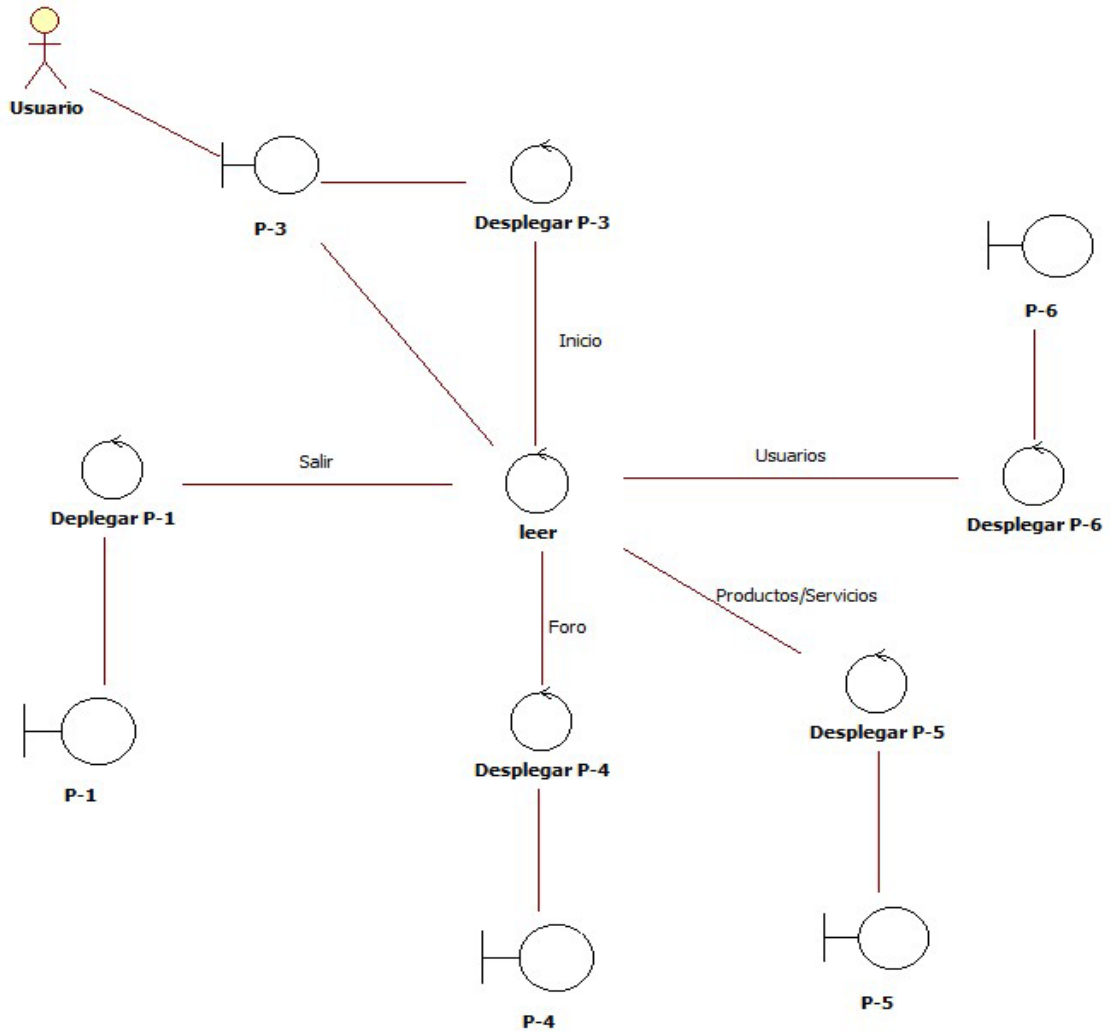 Usuario
P-3
Desplegar P-3
P-6
Inicio
Salir
Usuarios
Deplegar P-1
leer
Desplegar P-6
Productos/Servicios
Foro
Desplegar P-5
Desplegar P-4
P-1
P-5
P-4